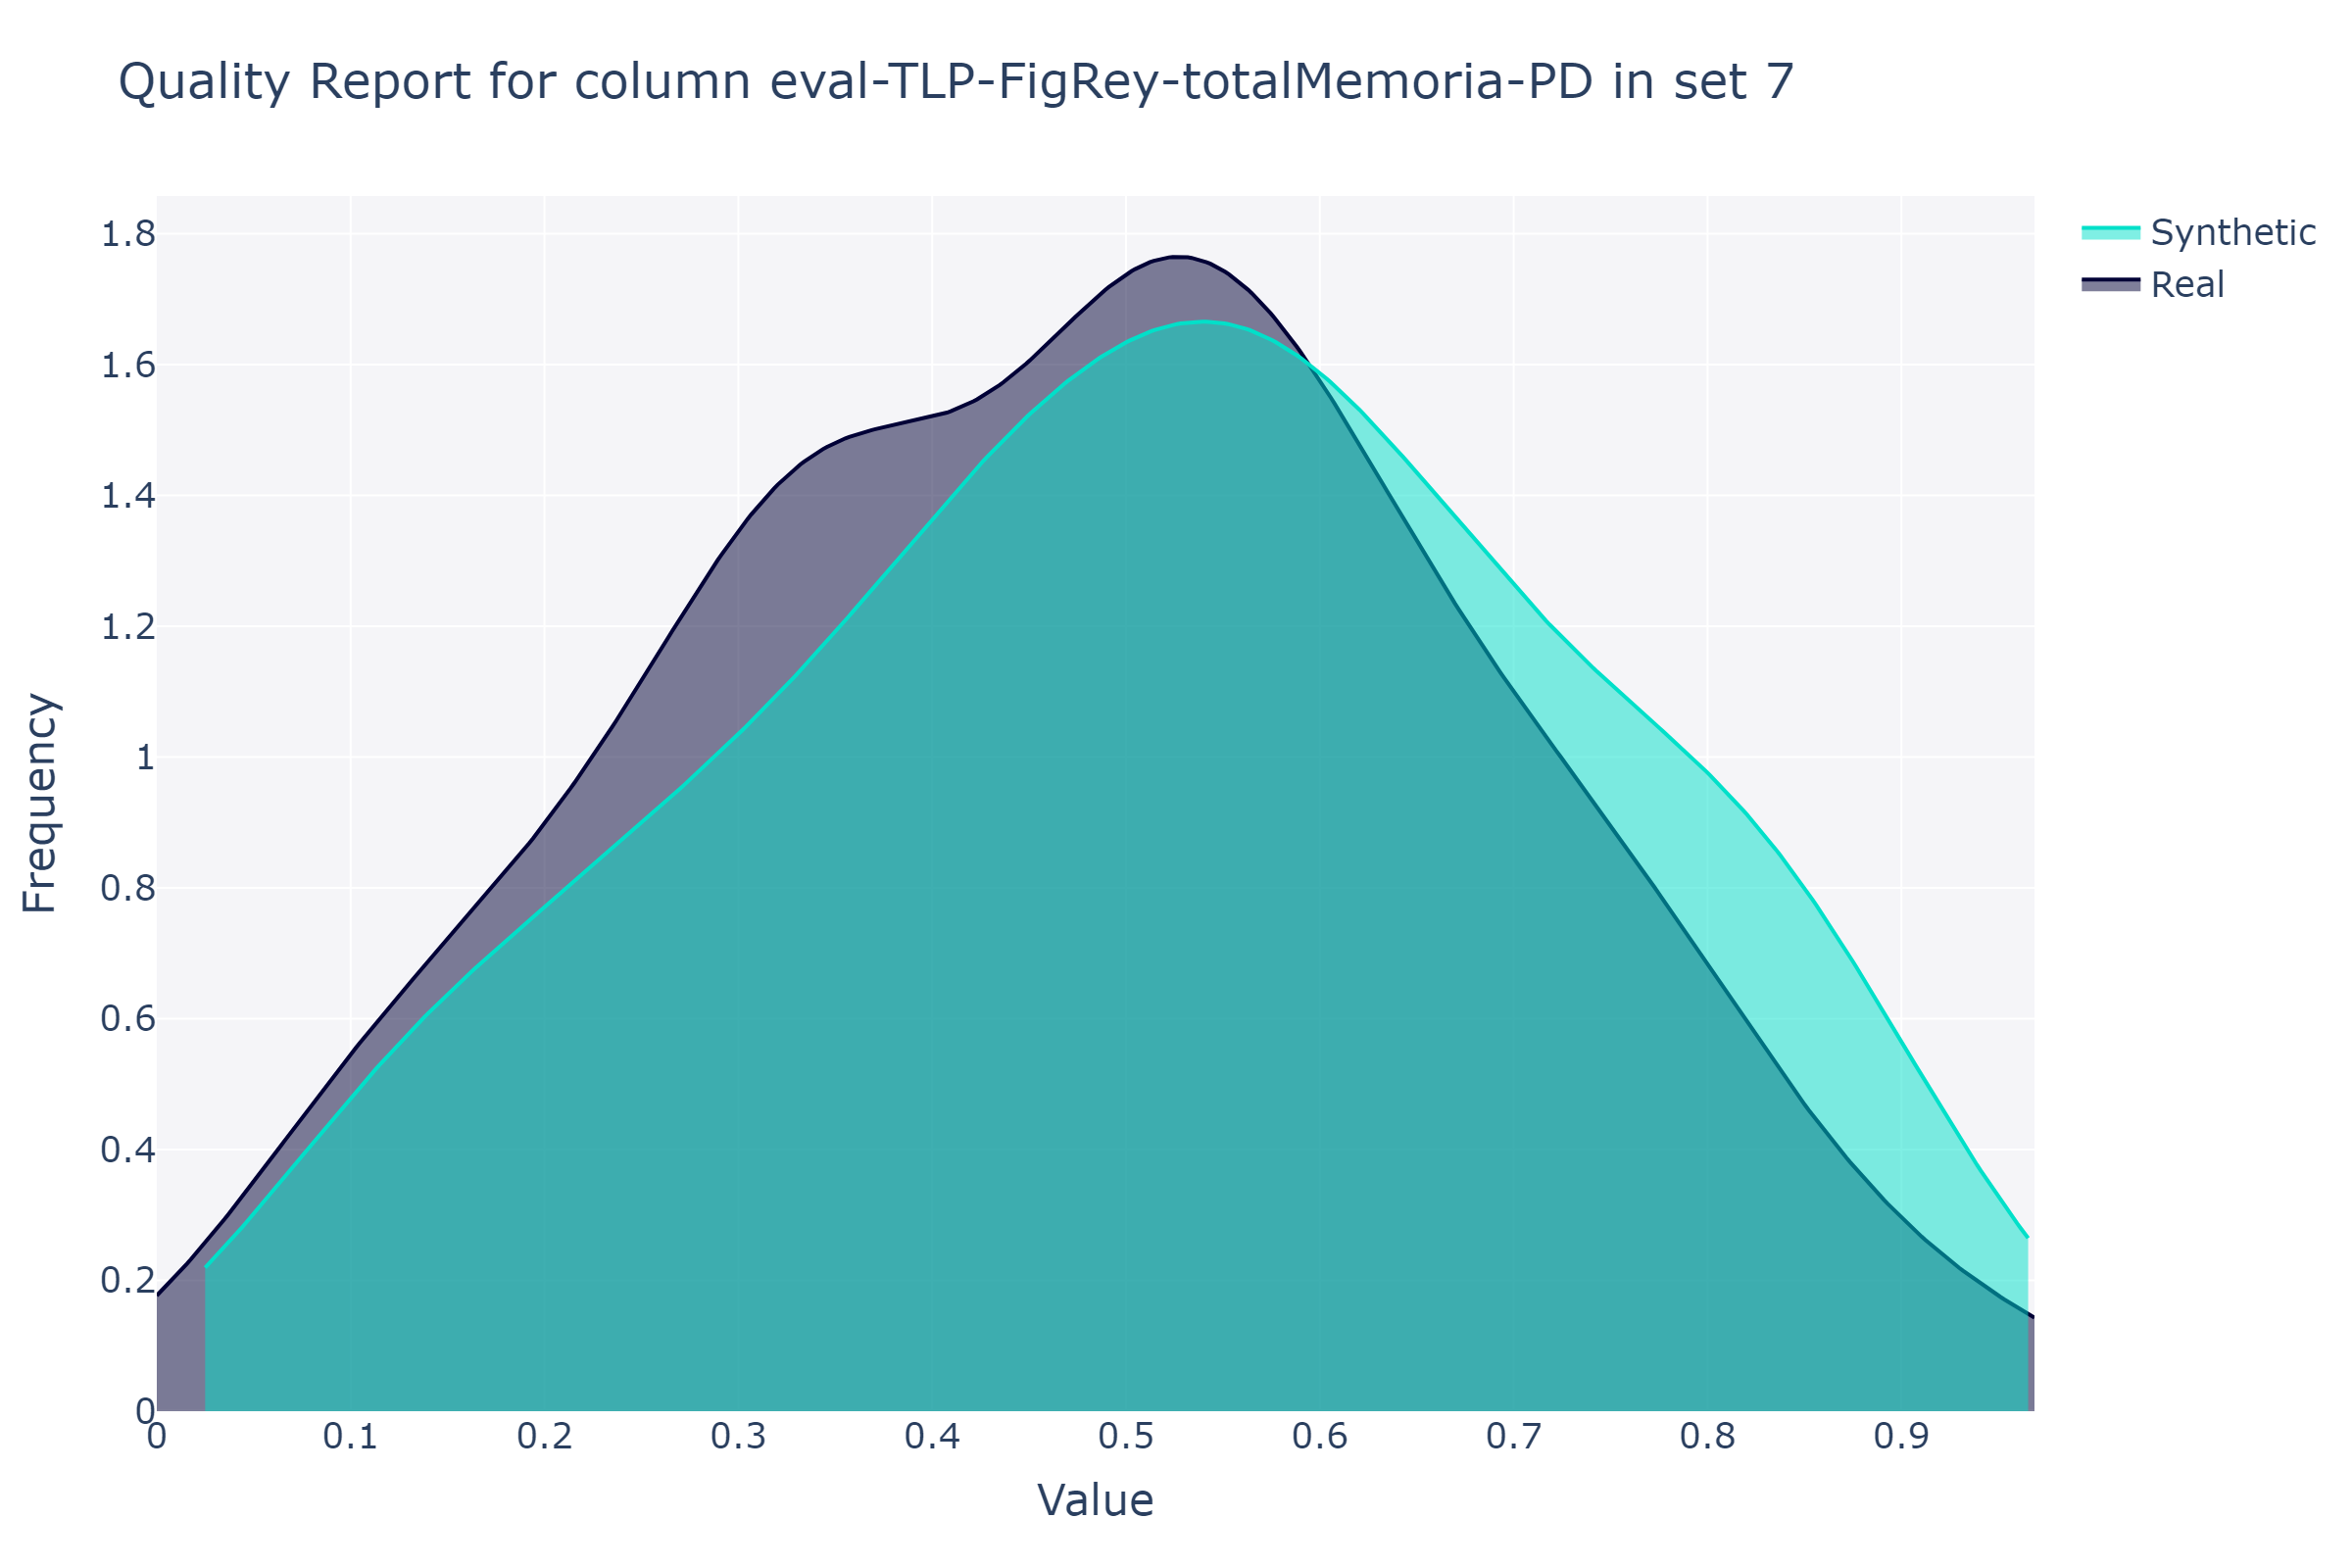 Quality Report for column eval-TLP-FigRey-totalMemoria-PD in set 7
Synthetic
Real
1.8
1.6
1.4
1.2
1
0.8
0.6
0.4
0.2
0
Frequency
0 0.1 0.2 0.3 0.4 0.5 0.6 0.7 0.8 0.9
Value